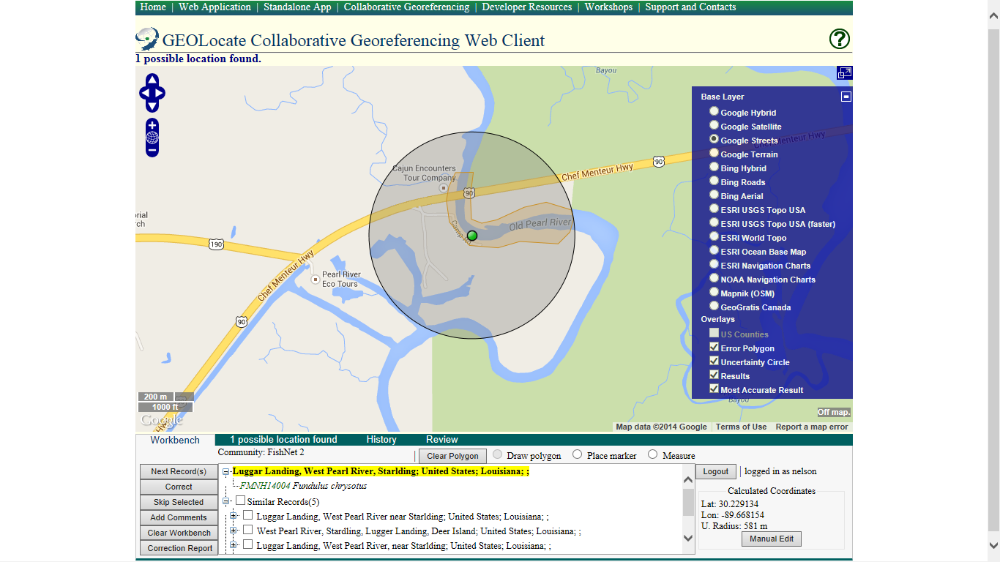 Home | Web Application | Standalone App | Collaborative Georeferencing | Developer Resources | Workshops | Support and Contacts
GEOLocate Collaborative Georeferencing Web Client
?
1 possible location found.
Bayou
Base Layer
Google Hybrid
Google Satellite
Google Streets
Google Terrain
Bing Hybrid
Bing Roads
Bing Aerial
ESRI USGS Topo USA
ESRI USGS Topo USA (faster)
ESRI World Topo
ESRI Ocean Base Map
ESRI Navigation Charts
NOAA Navigation Charts
Mapnik (OSM)
GeoGratis Canada
Overlays
US Counties
Error Polygon
Uncertainty Circle
Results
Most Accurate Result
Menteur Hwy
Chef Menteur Hwy
90
Cajun Encounters
Tour Company
90
Old Pearl River
Camp Rd
orial
rch
190
Chef Menteur Hwy
Pearl River
Eco Tours
90
Bayou
200 m
1000 ft
Hwy
Google
Off map.
Map data ©2014 Google
Terms of Use
Report a map error
Workbench
1 possible location found
History
Review
Community: FishNet 2
Clear Polygon
Draw polygon
Place marker
Measure
Next Record(s)
Correct
Skip Selected
Add Comments
Clear Workbench
Correction Report
Luggar Landing, West Pearl River, Starlding; United States; Louisiana; ;
FMNH14004 Fundulus chrysotus
Similar Records(5)
Luggar Landing, West Pearl River near Starlding; United States; Louisiana; ;
West Pearl River, Stardling, Lugger Landing, Deer Island; United States; Louisiana; ;
Luggar Landing, West Pearl River, near Starlding; United States; Louisiana; ;
Logout | logged in as nelson
Calculated Coordinates
Lat: 30.229134
Lon: -89.668154
U. Radius: 581 m
Manual Edit